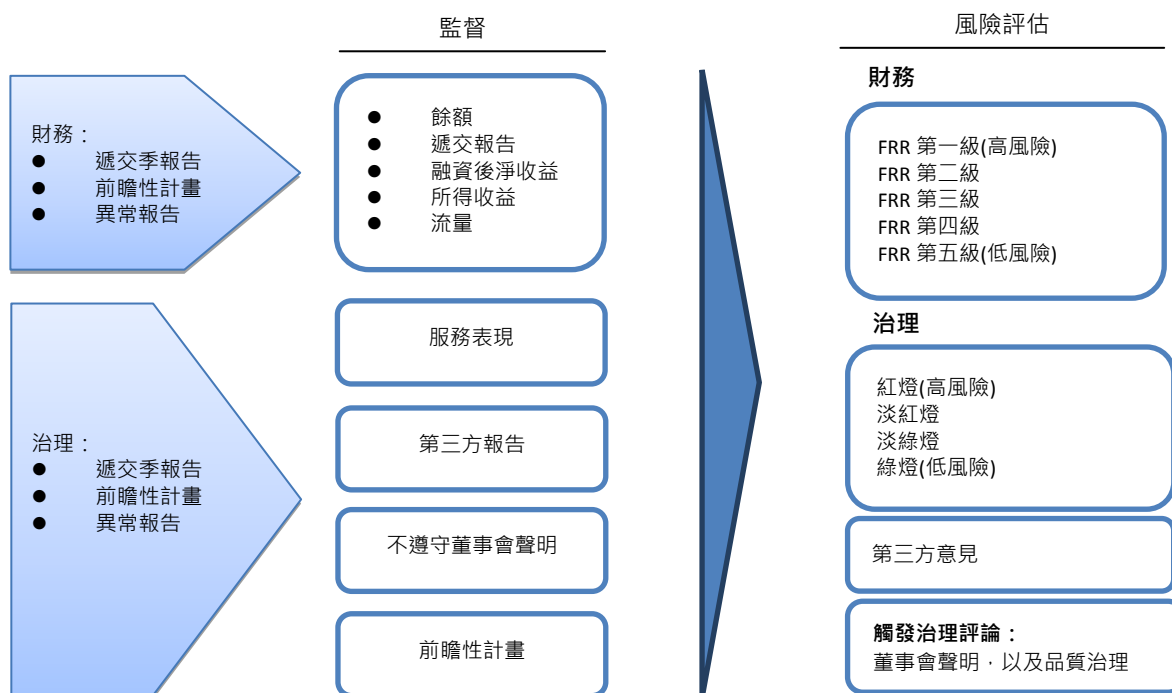 監督
風險評估
財務：
● 遞交季報告
● 前瞻性計畫
● 異常報告
● 餘額
● 遞交報告
● 融資後淨收益
● 所得收益
● 流量
財務
FRR 第一級(高風險)
FRR 第二級
FRR 第三級
FRR 第四級
FRR 第五級(低風險)
治理：
● 遞交季報告
● 前瞻性計畫
● 異常報告
服務表現
第三方報告
不遵守董事會聲明
前瞻性計畫
治理
紅燈(高風險)
淡紅燈
淡綠燈
綠燈(低風險)
第三方意見
觸發治理評論：
董事會聲明，以及品質治理